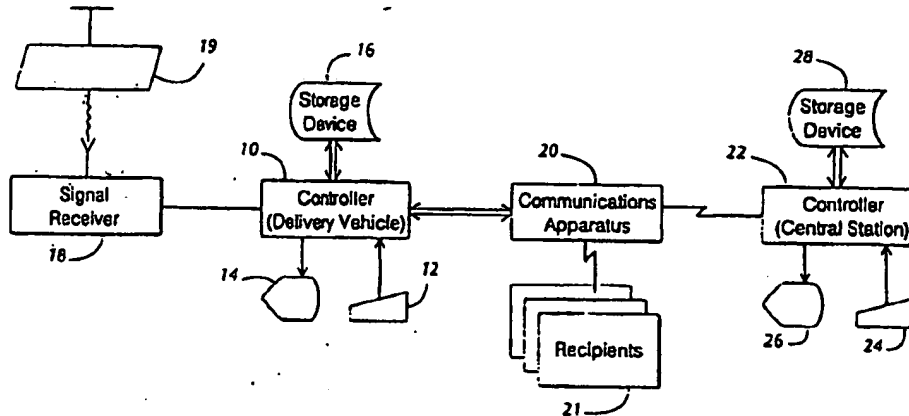 19
16
Storage
Device
28
Storage
Device
10
20
22
Signal
Receiver
Controller
(Delivery Vehicle)
Communications
Apparatus
Controller
(Central Station)
18
14
12
26
24
Recipients
21